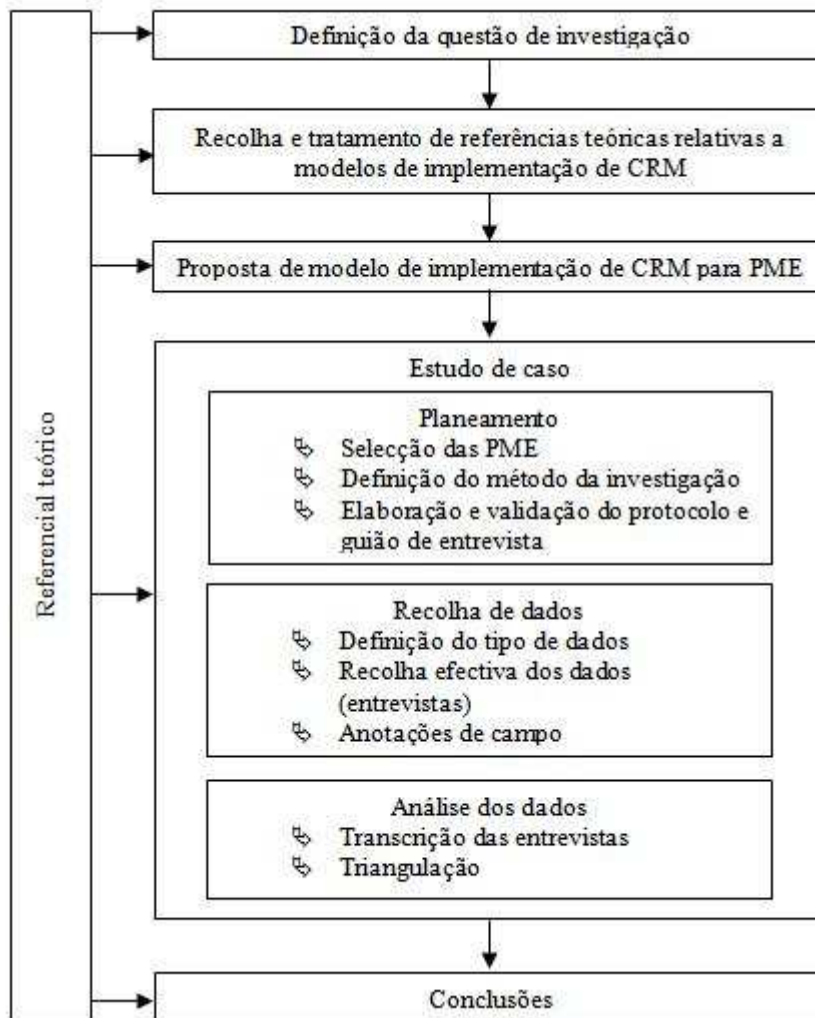 Referencial teórico
Definição da questão de investigação
Recolha e tratamento de referências teóricas relativas a
modelos de implementação de CRM
Proposta de modelo de implementação de CRM para PME
Estudo de caso
Planeamento
Selecção das PME
Definição do método da investigação
Elaboração e validação do protocolo e
guião de entrevista
Recolha de dados
Definição do tipo de dados
Recolha efectiva dos dados
(entrevistas)
Anotações de campo
Análise dos dados
Transcrição das entrevistas
Triangulação
Conclusões